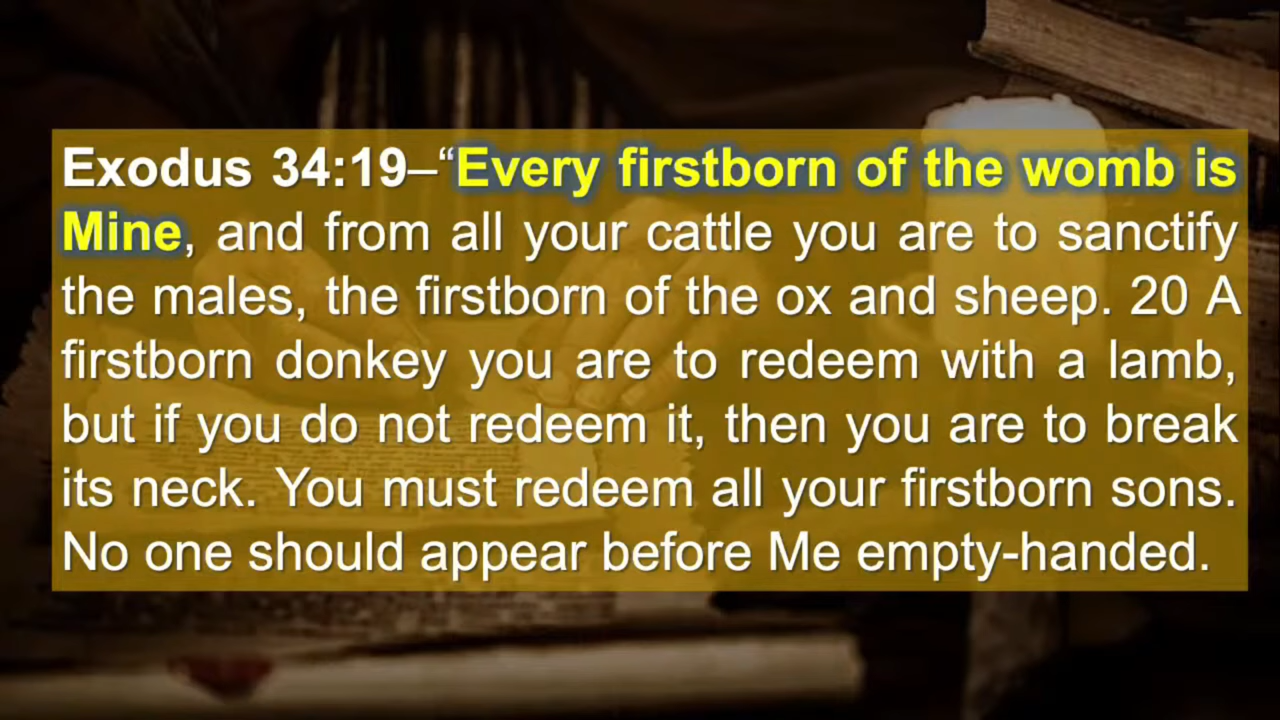 Exodus 34:19–“Every firstborn of the womb is
Mine, and from all your cattle you are to sanctify
the males, the firstborn of the ox and sheep. 20 A
firstborn donkey you are to redeem with a lamb,
but if you do not redeem it, then you are to break
its neck. You must redeem all your firstborn sons.
No one should appear before Me empty-handed.